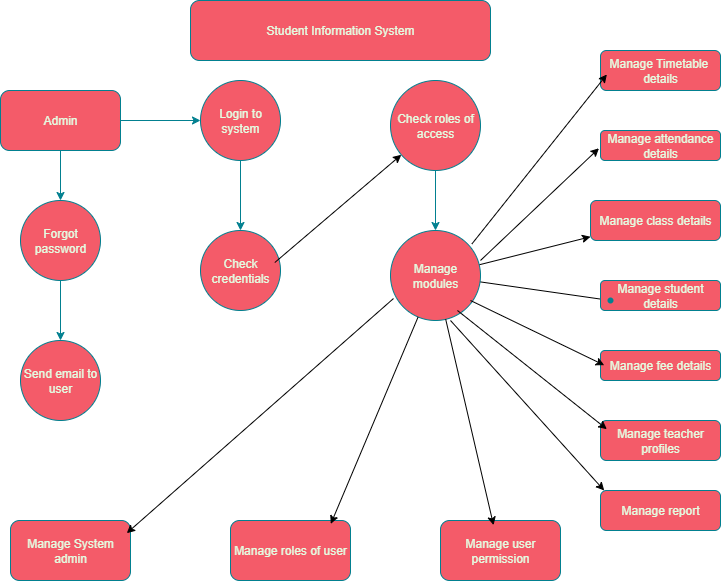 Student Information System
Manage Timetable
details
Admin
Login to
system
Check roles of
access
Manage attendance
details
Manage class details
Forgot
password
Check
credentials
Manage
modules
Manage student
details
Send email to
user
Manage fee details
Manage teacher
profiles
Manage report
Manage System
admin
Manage roles of user
Manage user
permission